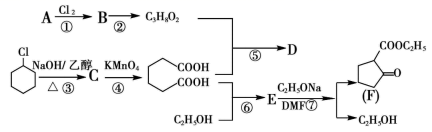 A Cl₂ ① B ② C₃H₈O₂
Cl NaOH/乙醇 △ ③ C KMnO₄ ④ COOH COOH ⑤ D
C₂H₅OH ⑥ E C₂H₅ONa DMF⑦ COOC₂H₅ O (F)
C₂H₅OH